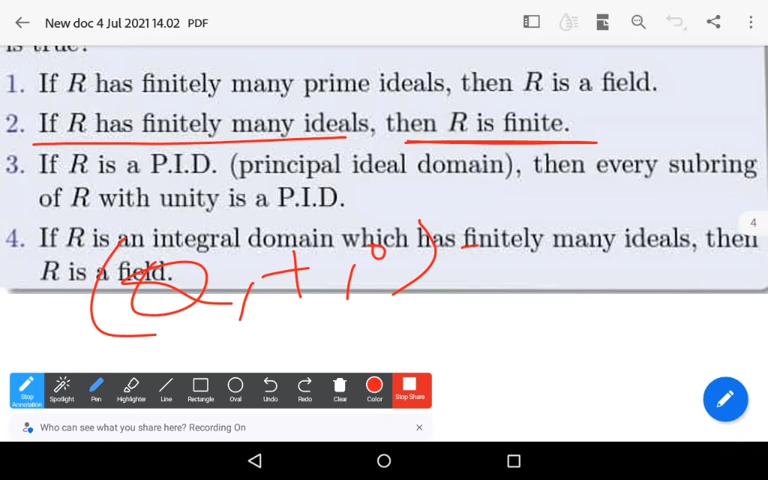 New doc 4 Jul 2021 14.02 PDF
is true?
1. If R has finitely many prime ideals, then R is a field.
2. If R has finitely many ideals, then R is finite.
3. If R is a P.I.D. (principal ideal domain), then every subring
of R with unity is a P.I.D.
4
4. If R is an integral domain which has finitely many ideals, then
R is a field.
(Q, +, °)
Stop Annotation Spotlight Pen Highlighter Line Rectangle Oval Undo Redo Clear Color Stop Share
Who can see what you share here? Recording On